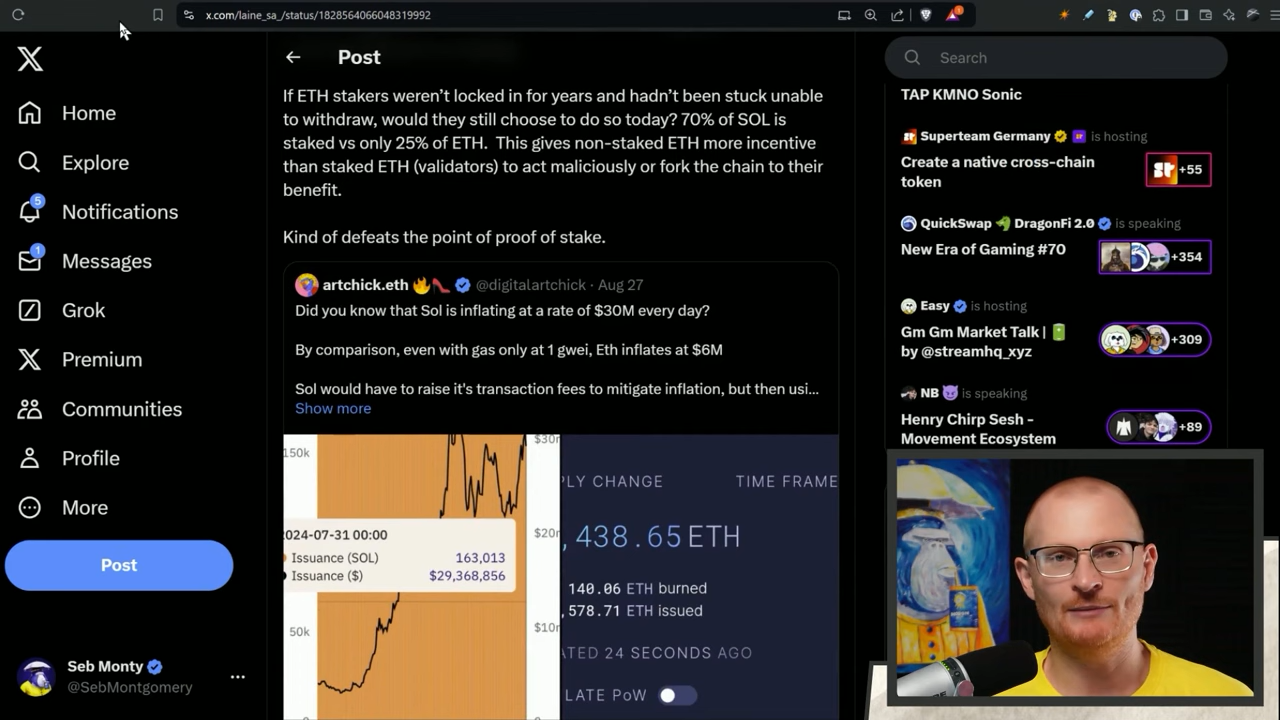 x.com/laine_sa_/status/1828564066048319992
Home
Explore
5
Notifications
1
Messages
Grok
Premium
Communities
Profile
More
Post
Seb Monty
@SebMontgomery
Post
If ETH stakers weren’t locked in for years and hadn’t been stuck unable
to withdraw, would they still choose to do so today? 70% of SOL is
staked vs only 25% of ETH.  This gives non-staked ETH more incentive
than staked ETH (validators) to act maliciously or fork the chain to their
benefit.
Kind of defeats the point of proof of stake.
artchick.eth @digitalartchick · Aug 27
Did you know that Sol is inflating at a rate of $30M every day?
By comparison, even with gas only at 1 gwei, Eth inflates at $6M
Sol would have to raise it's transaction fees to mitigate inflation, but then usi...
Show more
150k
$30m
2024-07-31 00:00
Issuance (SOL) 163,013
Issuance ($) $29,368,856
$20m
50k
$10m
PLY CHANGE TIME FRAME
,438.65 ETH
140.06 ETH burned
,578.71 ETH issued
ATED 24 SECONDS AGO
LATE PoW
Search
TAP KMNO Sonic
Superteam Germany is hosting
Create a native cross-chain
token
+55
QuickSwap DragonFi 2.0 is speaking
New Era of Gaming #70
+354
Easy is hosting
Gm Gm Market Talk |
by @streamhq_xyz
+309
NB is speaking
Henry Chirp Sesh -
Movement Ecosystem
+89